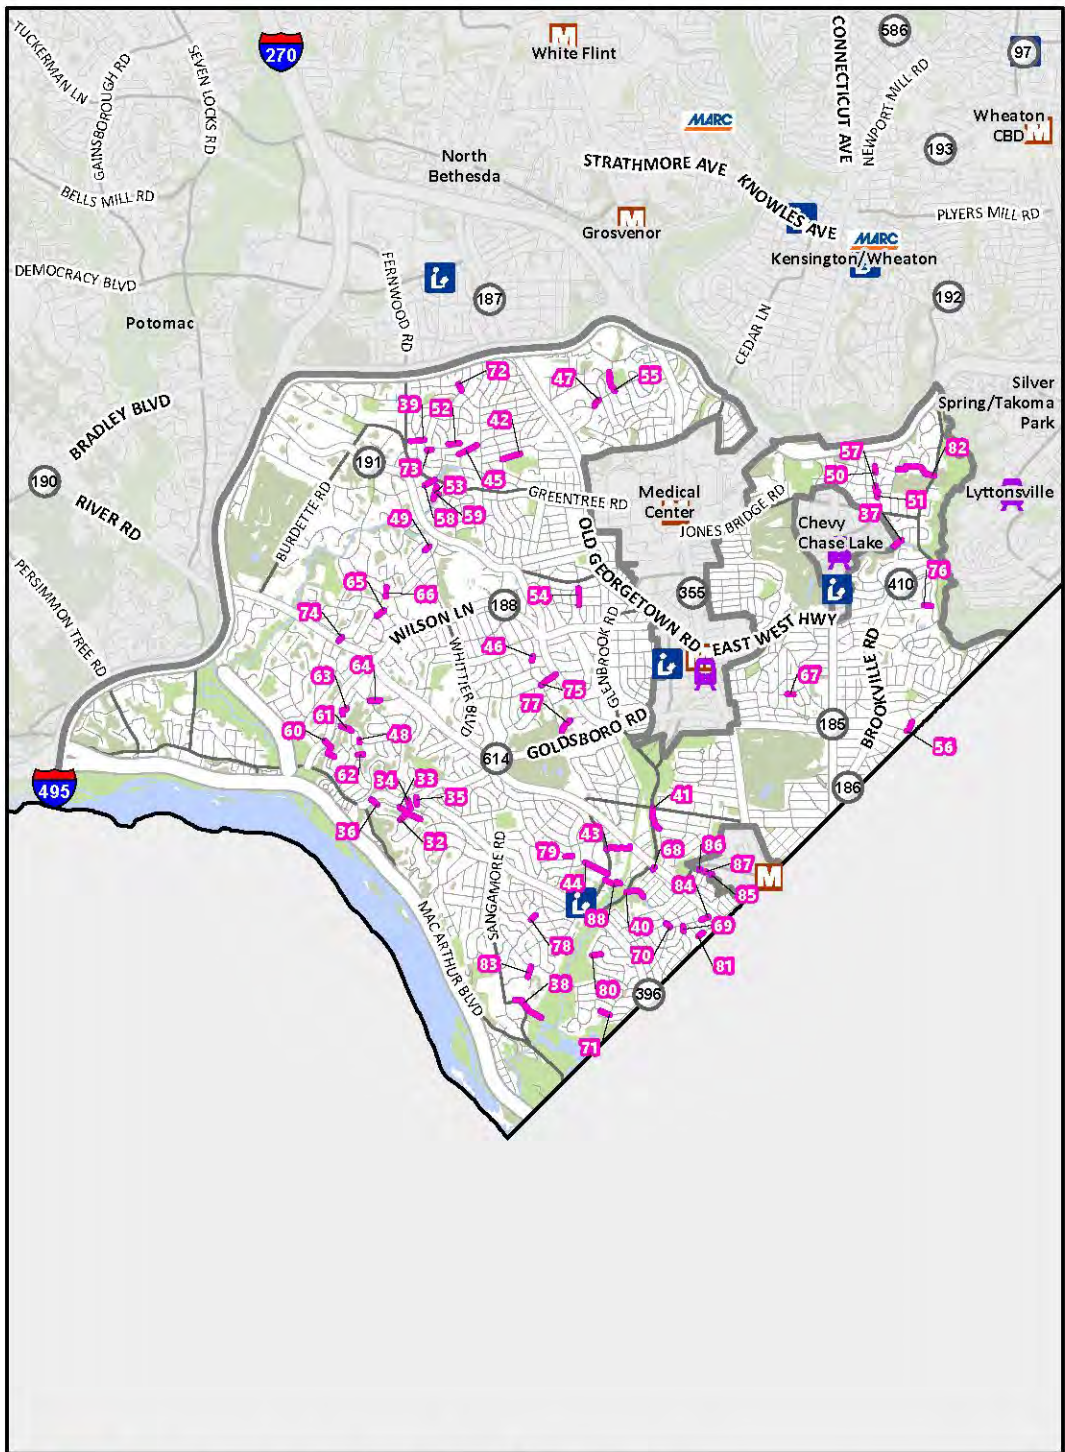 TUCKERMAN LN
GAINSBOROUGH RD
SEVEN LOCKS RD
270
M
White Flint
CONNECTICUT AVE
586
NEWPORT MILL RD
97
Wheaton
CBD
M
193
MARC
STRATHMORE AVE
KNOWLES AVE
North
Bethesda
BELLS MILL RD
M
Grosvenor
PLYERS MILL RD
MARC
Kensington/Wheaton
DEMOCRACY BLVD
FERNWOOD RD
187
192
Potomac
CEDAR LN
BRADLEY BLVD
Silver
Spring/Takoma
Park
72
47
55
39
52
42
57
82
191
190
50
73
45
53
GREENTREE RD
Medical
Center
M
JONES BRIDGE RD
51
Lyttonsville
RIVER RD
BURDETTE RD
58
59
37
Chevy
Chase Lake
49
OLD GEORGETOWN RD
PERSIMMON TREE RD
65
66
54
355
410
76
188
74
WILSON LN
GLENBROOK RD
EAST WEST HWY
BROOKVILLE RD
46
WHITTIER BLVD
64
63
75
67
77
61
GOLDSBORO RD
185
60
48
56
614
62
495
34
33
35
186
41
36
32
43
86
79
68
87
M
SANGAMORE RD
44
84
85
88
40
69
MAC ARTHUR BLVD
78
70
81
83
38
80
396
71